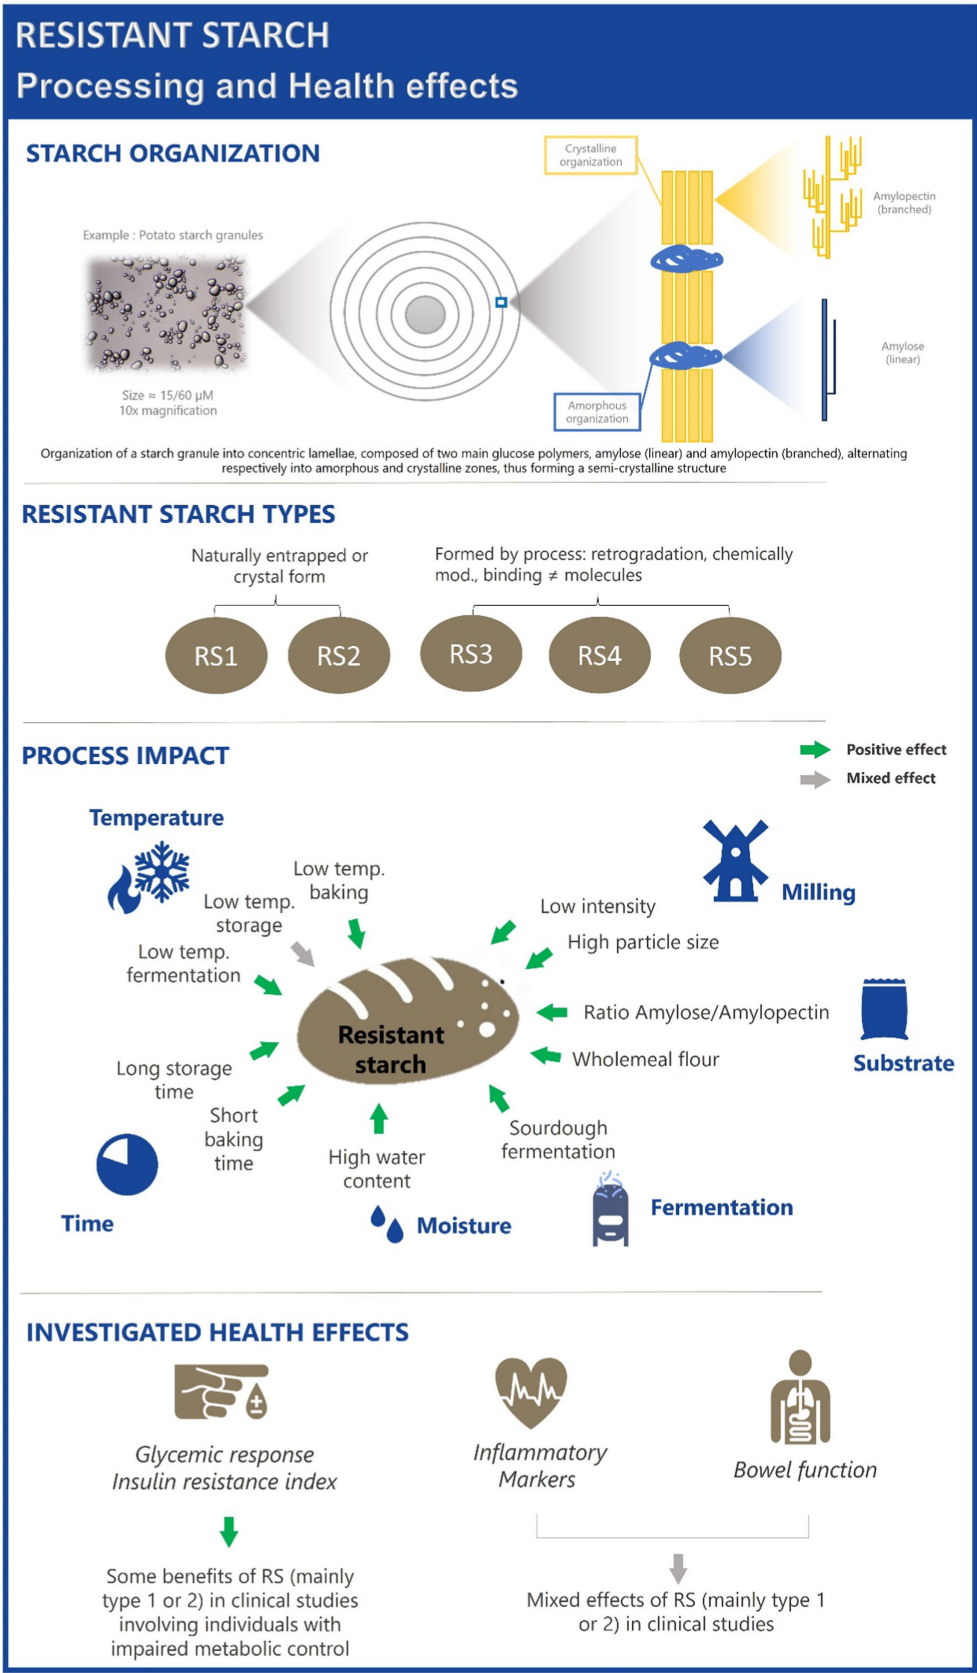 RESISTANT STARCH
Processing and Health effects
STARCH ORGANIZATION
Crystalline
organization
Amylopectin
(branched)
Example : Potato starch granules
Size ≈ 15/60 µM
10x magnification
Amylose
(linear)
Amorphous
organization
Organization of a starch granule into concentric lamellae, composed of two main glucose polymers, amylose (linear) and amylopectin (branched), alternating
respectively into amorphous and crystalline zones, thus forming a semi-crystalline structure
RESISTANT STARCH TYPES
Naturally entrapped or
crystal form
Formed by process: retrogradation, chemically
mod., binding ≠ molecules
RS1
RS2
RS3
RS4
RS5
PROCESS IMPACT
Positive effect
Mixed effect
Temperature
Low temp.
baking
Low temp.
storage
Low temp.
fermentation
Milling
Low intensity
High particle size
Ratio Amylose/Amylopectin
Wholemeal flour
Substrate
Resistant
starch
Long storage
time
Short
baking
time
Time
High water
content
Moisture
Sourdough
fermentation
Fermentation
INVESTIGATED HEALTH EFFECTS
Glycemic response
Insulin resistance index
Inflammatory
Markers
Bowel function
Some benefits of RS (mainly
type 1 or 2) in clinical studies
involving individuals with
impaired metabolic control
Mixed effects of RS (mainly type 1
or 2) in clinical studies